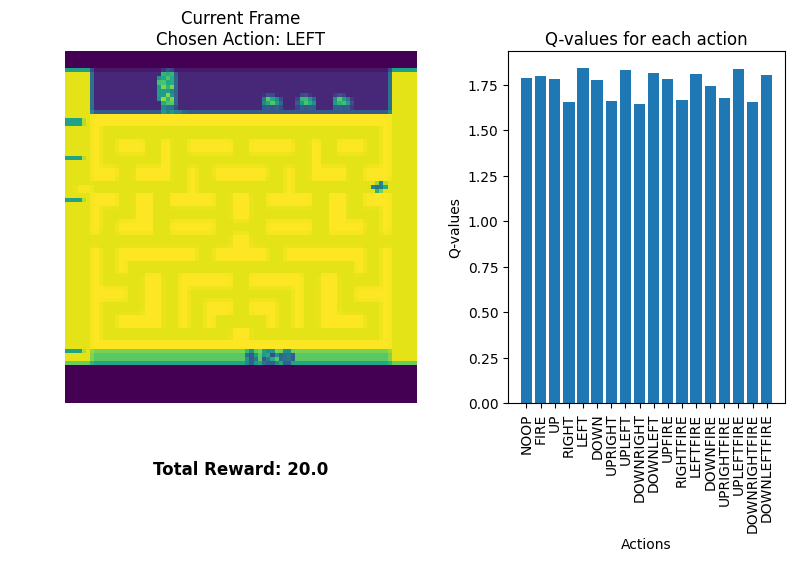 Current Frame
Chosen Action: LEFT
Total Reward: 20.0
Q-values for each action
Q-values
1.75
1.50
1.25
1.00
0.75
0.50
0.25
0.00
NOOP
FIRE
UP
RIGHT
LEFT
DOWN
UPRIGHT
UPLEFT
DOWNRIGHT
DOWNLEFT
UPFIRE
RIGHTFIRE
LEFTFIRE
DOWNFIRE
UPRIGHTFIRE
UPLEFTFIRE
DOWNRIGHTFIRE
DOWNLEFTFIRE
Actions